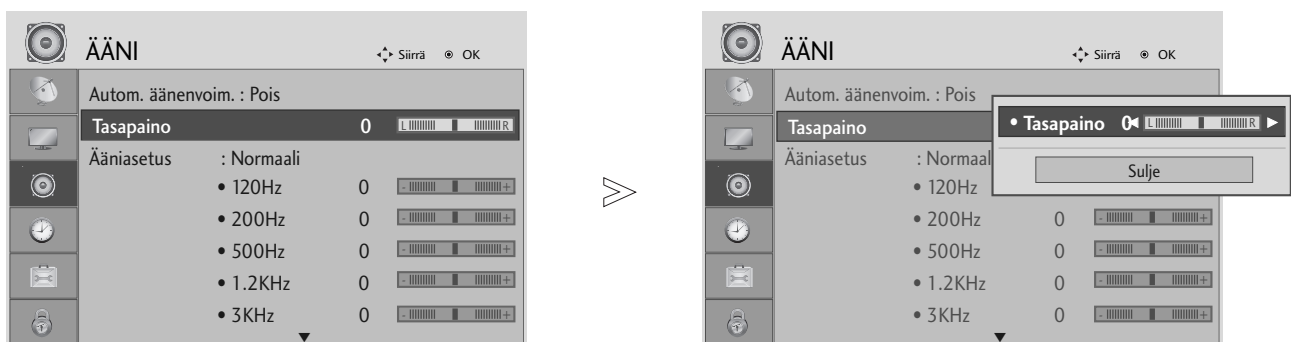 ÄÄNI
Siirrä OK
Autom. äänenvoim. : Pois
Tasapaino 0 L R
Ääniasetus : Normaali
• 120Hz 0 - +
• 200Hz 0 - +
• 500Hz 0 - +
• 1.2KHz 0 - +
• 3KHz 0 - +
ÄÄNI
Siirrä OK
Autom. äänenvoim. : Pois
Tasapaino
• Tasapaino 0 L R
Sulje
Ääniasetus : Normaal
• 120Hz
• 200Hz 0 - +
• 500Hz 0 - +
• 1.2KHz 0 - +
• 3KHz 0 - +